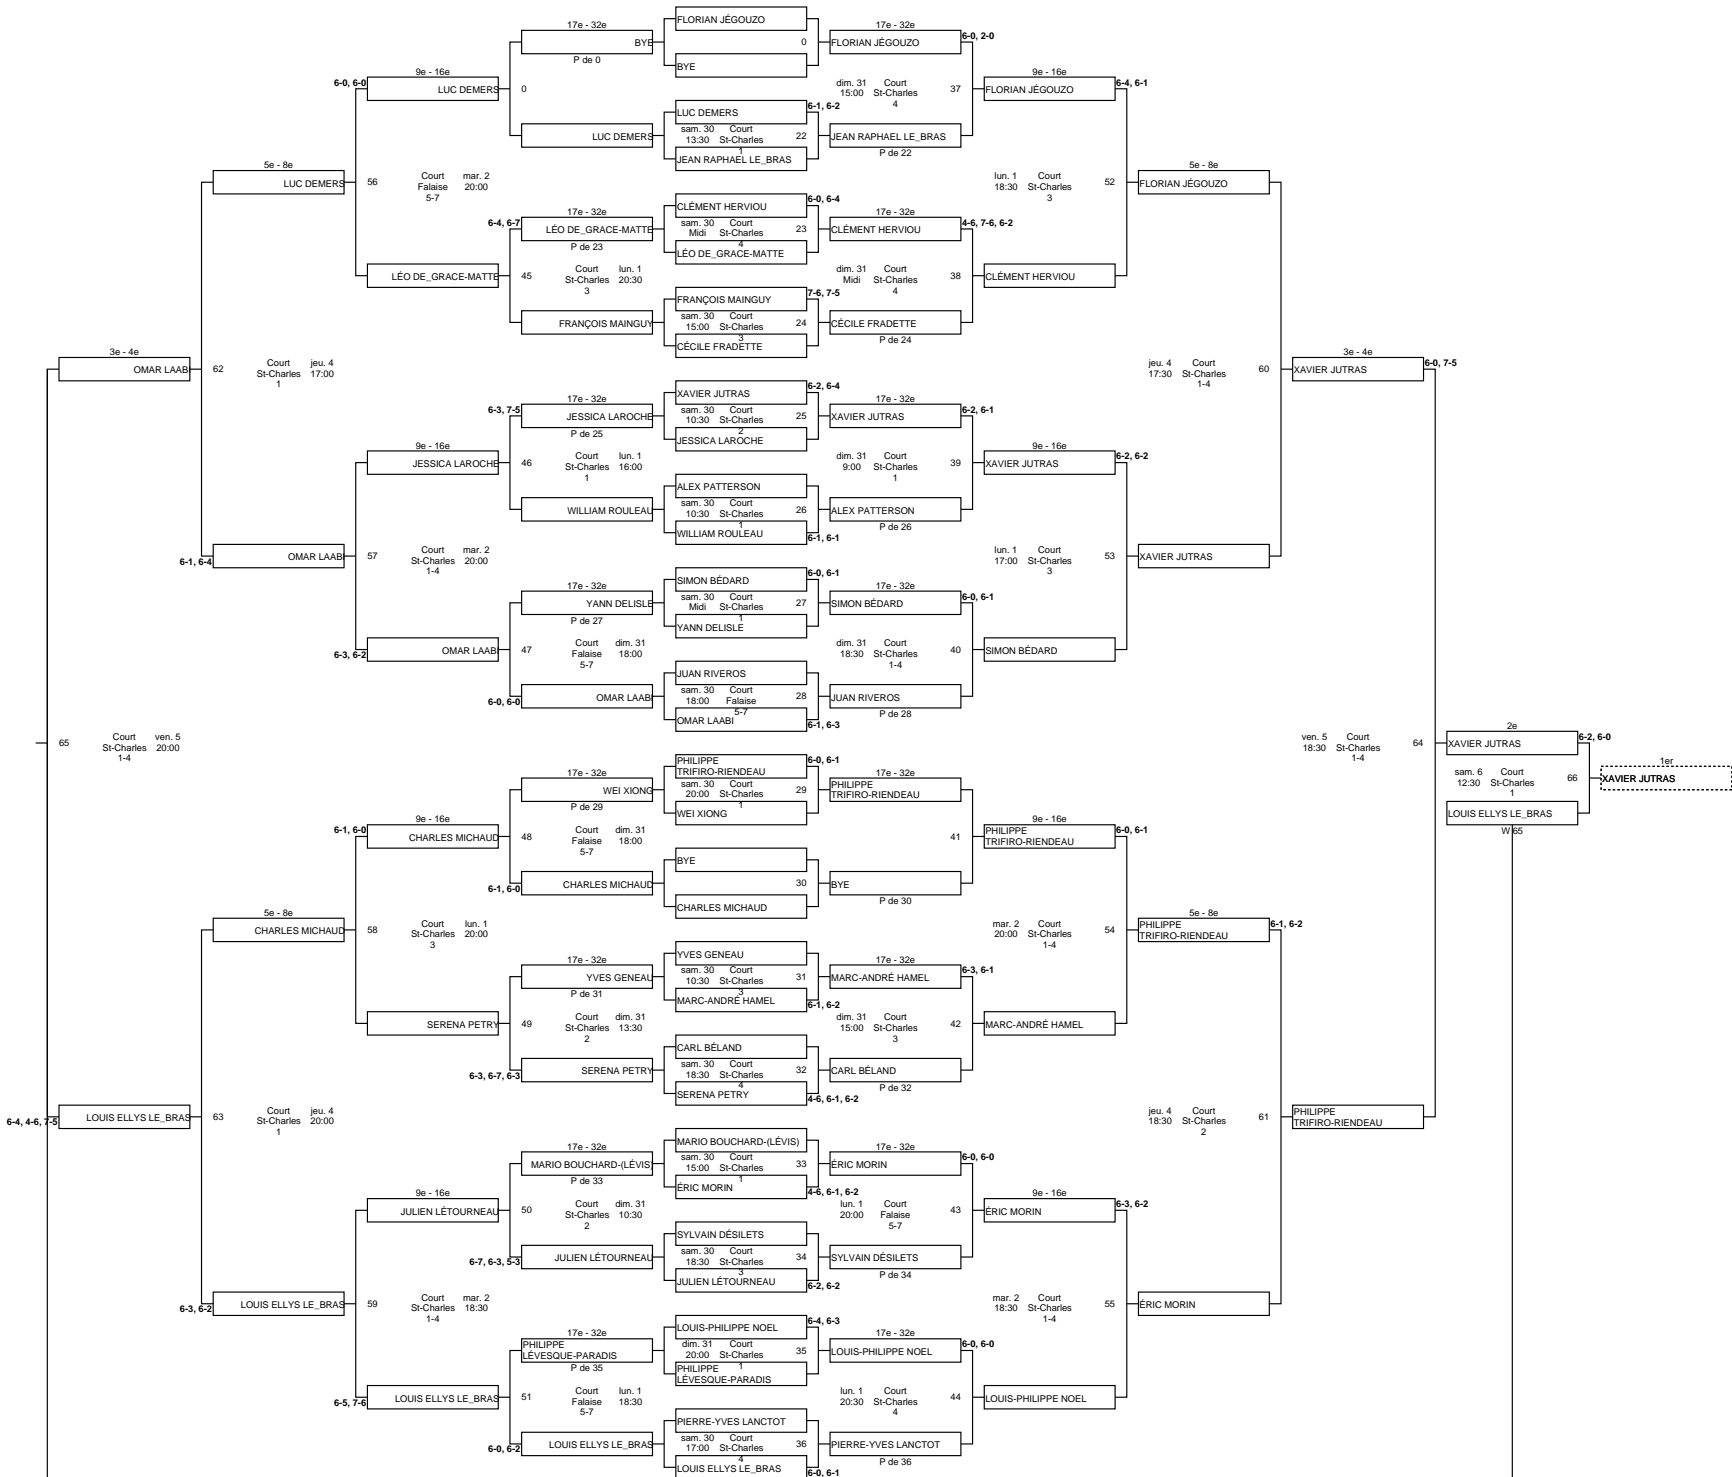 17e - 32e
FLORIAN JÉGOUZO
17e - 32e
6-0, 2-0
BYE
0
FLORIAN JÉGOUZO
P de 0
BYE
9e - 16e
6-0, 6-0
LUC DEMERS
0
dim. 31 Court
15:00 St-Charles
4
37
9e - 16e
FLORIAN JÉGOUZO
6-4, 6-1
LUC DEMERS
6-1, 6-2
LUC DEMERS
sam. 30 Court
13:30 St-Charles
1
22
JEAN RAPHAEL LE_BRAS
P de 22
JEAN RAPHAEL LE_BRAS
5e - 8e
LUC DEMERS
56
Court mar. 2
Falaise 20:00
5-7
lun. 1 Court
18:30 St-Charles
3
52
5e - 8e
FLORIAN JÉGOUZO
CLÉMENT HERVIOU
6-0, 6-4
17e - 32e
6-4, 6-7
LÉO DE_GRACE-MATTE
P de 23
sam. 30 Court
Midi St-Charles
4
23
17e - 32e
CLÉMENT HERVIOU
4-6, 7-6, 6-2
LÉO DE_GRACE-MATTE
LÉO DE_GRACE-MATTE
45
Court lun. 1
St-Charles 20:30
3
dim. 31 Court
Midi St-Charles
4
38
CLÉMENT HERVIOU
FRANÇOIS MAINGUY
7-6, 7-5
FRANÇOIS MAINGUY
sam. 30 Court
15:00 St-Charles
3
24
CÉCILE FRADETTE
P de 24
CÉCILE FRADETTE
3e - 4e
OMAR LAABI
62
Court jeu. 4
St-Charles 17:00
1
jeu. 4 Court
17:30 St-Charles
1-4
60
3e - 4e
XAVIER JUTRAS
6-0, 7-5
XAVIER JUTRAS
6-2, 6-4
17e - 32e
6-3, 7-5
JESSICA LAROCHE
P de 25
sam. 30 Court
10:30 St-Charles
2
25
17e - 32e
XAVIER JUTRAS
6-2, 6-1
JESSICA LAROCHE
9e - 16e
JESSICA LAROCHE
46
Court lun. 1
St-Charles 16:00
1
dim. 31 Court
9:00 St-Charles
1
39
9e - 16e
XAVIER JUTRAS
6-2, 6-2
ALEX PATTERSON
WILLIAM ROULEAU
sam. 30 Court
10:30 St-Charles
1
26
ALEX PATTERSON
P de 26
WILLIAM ROULEAU
6-1, 6-1
6-1, 6-4
OMAR LAABI
57
Court mar. 2
St-Charles 20:00
1-4
lun. 1 Court
17:00 St-Charles
3
53
XAVIER JUTRAS
SIMON BÉDARD
6-0, 6-1
17e - 32e
YANN DELISLE
P de 27
sam. 30 Court
Midi St-Charles
1
27
17e - 32e
SIMON BÉDARD
6-0, 6-1
YANN DELISLE
6-3, 6-2
OMAR LAABI
47
Court dim. 31
Falaise 18:00
5-7
dim. 31 Court
18:30 St-Charles
1-4
40
SIMON BÉDARD
JUAN RIVEROS
6-0, 6-0
OMAR LAABI
sam. 30 Court
18:00 Falaise
5-7
28
JUAN RIVEROS
P de 28
OMAR LAABI
6-1, 6-3
65
Court ven. 5
St-Charles 20:00
1-4
ven. 5 Court
18:30 St-Charles
1-4
64
2e
XAVIER JUTRAS
6-2, 6-0
sam. 6 Court
12:30 St-Charles
1
66
1er
XAVIER JUTRAS
LOUIS ELLYS LE_BRAS
W 65
PHILIPPE
TRIFIRO-RIENDEAU
6-0, 6-1
17e - 32e
WEI XIONG
P de 29
sam. 30 Court
20:00 St-Charles
1
29
17e - 32e
PHILIPPE
TRIFIRO-RIENDEAU
WEI XIONG
9e - 16e
6-1, 6-0
CHARLES MICHAUD
48
Court dim. 31
Falaise 18:00
5-7
41
9e - 16e
PHILIPPE
TRIFIRO-RIENDEAU
6-0, 6-1
BYE
6-1, 6-0
CHARLES MICHAUD
30
BYE
P de 30
CHARLES MICHAUD
5e - 8e
CHARLES MICHAUD
58
Court lun. 1
St-Charles 20:00
3
mar. 2 Court
20:00 St-Charles
1-4
54
5e - 8e
PHILIPPE
TRIFIRO-RIENDEAU
6-1, 6-2
YVES GENEAU
17e - 32e
YVES GENEAU
P de 31
sam. 30 Court
10:30 St-Charles
3
31
17e - 32e
MARC-ANDRÉ HAMEL
6-3, 6-1
MARC-ANDRÉ HAMEL
6-1, 6-2
SERENA PETRY
49
Court dim. 31
St-Charles 13:30
2
dim. 31 Court
15:00 St-Charles
3
42
MARC-ANDRÉ HAMEL
CARL BÉLAND
6-3, 6-7, 6-3
SERENA PETRY
sam. 30 Court
18:30 St-Charles
4
32
CARL BÉLAND
P de 32
SERENA PETRY
4-6, 6-1, 6-2
6-4, 4-6, 7-5
LOUIS ELLYS LE_BRAS
63
Court jeu. 4
St-Charles 20:00
1
jeu. 4 Court
18:30 St-Charles
2
61
PHILIPPE
TRIFIRO-RIENDEAU
MARIO BOUCHARD-(LÉVIS)
17e - 32e
MARIO BOUCHARD-(LÉVIS)
P de 33
sam. 30 Court
15:00 St-Charles
1
33
17e - 32e
ÉRIC MORIN
6-0, 6-0
ÉRIC MORIN
4-6, 6-1, 6-2
9e - 16e
JULIEN LÉTOURNEAU
50
Court dim. 31
St-Charles 10:30
2
lun. 1 Court
20:00 Falaise
5-7
43
9e - 16e
ÉRIC MORIN
6-3, 6-2
SYLVAIN DÉSILETS
6-7, 6-3, 5-3
JULIEN LÉTOURNEAU
sam. 30 Court
18:30 St-Charles
3
34
SYLVAIN DÉSILETS
P de 34
JULIEN LÉTOURNEAU
6-2, 6-2
6-3, 6-2
LOUIS ELLYS LE_BRAS
59
Court mar. 2
St-Charles 18:30
1-4
mar. 2 Court
18:30 St-Charles
1-4
55
ÉRIC MORIN
LOUIS-PHILIPPE NOEL
6-4, 6-3
17e - 32e
PHILIPPE
LÉVESQUE-PARADIS
P de 35
dim. 31 Court
20:00 St-Charles
1
35
17e - 32e
LOUIS-PHILIPPE NOEL
6-0, 6-0
PHILIPPE
LÉVESQUE-PARADIS
6-5, 7-6
LOUIS ELLYS LE_BRAS
51
Court lun. 1
Falaise 18:30
5-7
lun. 1 Court
20:30 St-Charles
4
44
LOUIS-PHILIPPE NOEL
PIERRE-YVES LANCTOT
6-0, 6-2
LOUIS ELLYS LE_BRAS
sam. 30 Court
17:00 St-Charles
4
36
PIERRE-YVES LANCTOT
P de 36
LOUIS ELLYS LE_BRAS
6-0, 6-1